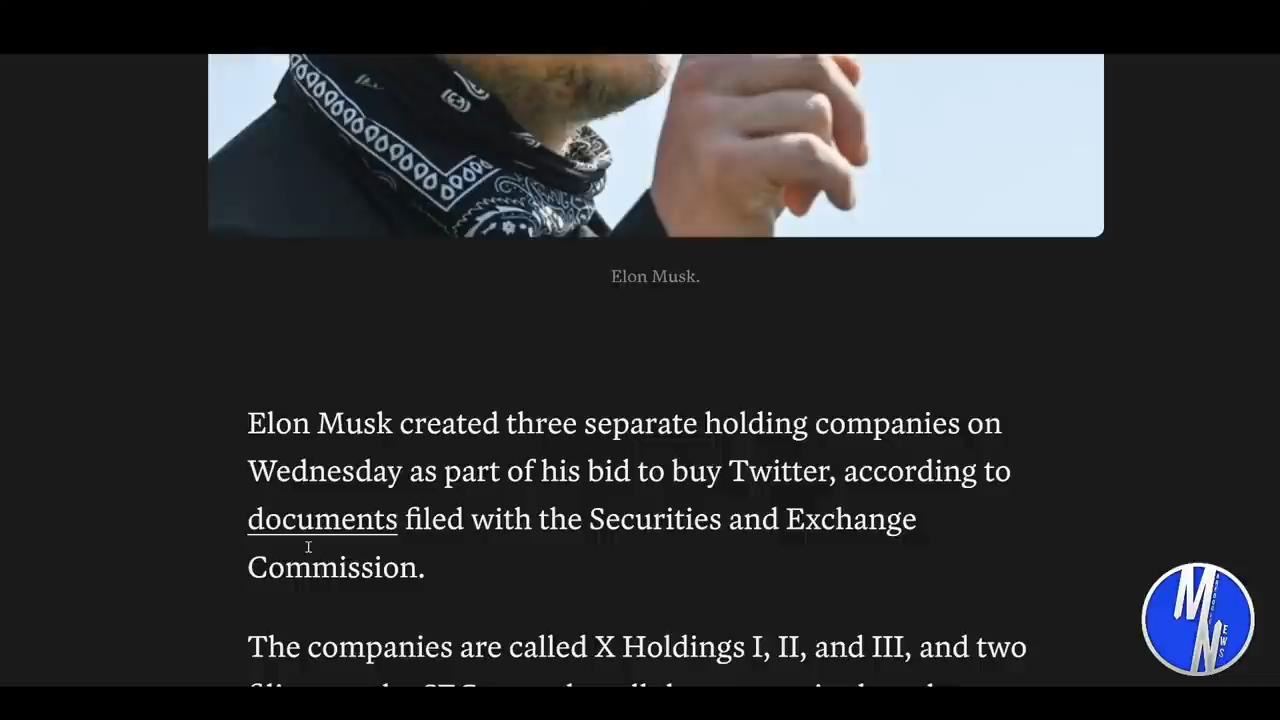 Elon Musk.
Elon Musk created three separate holding companies on
Wednesday as part of his bid to buy Twitter, according to
documents filed with the Securities and Exchange
Commission.
The companies are called X Holdings I, II, and III, and two
MN
EWS